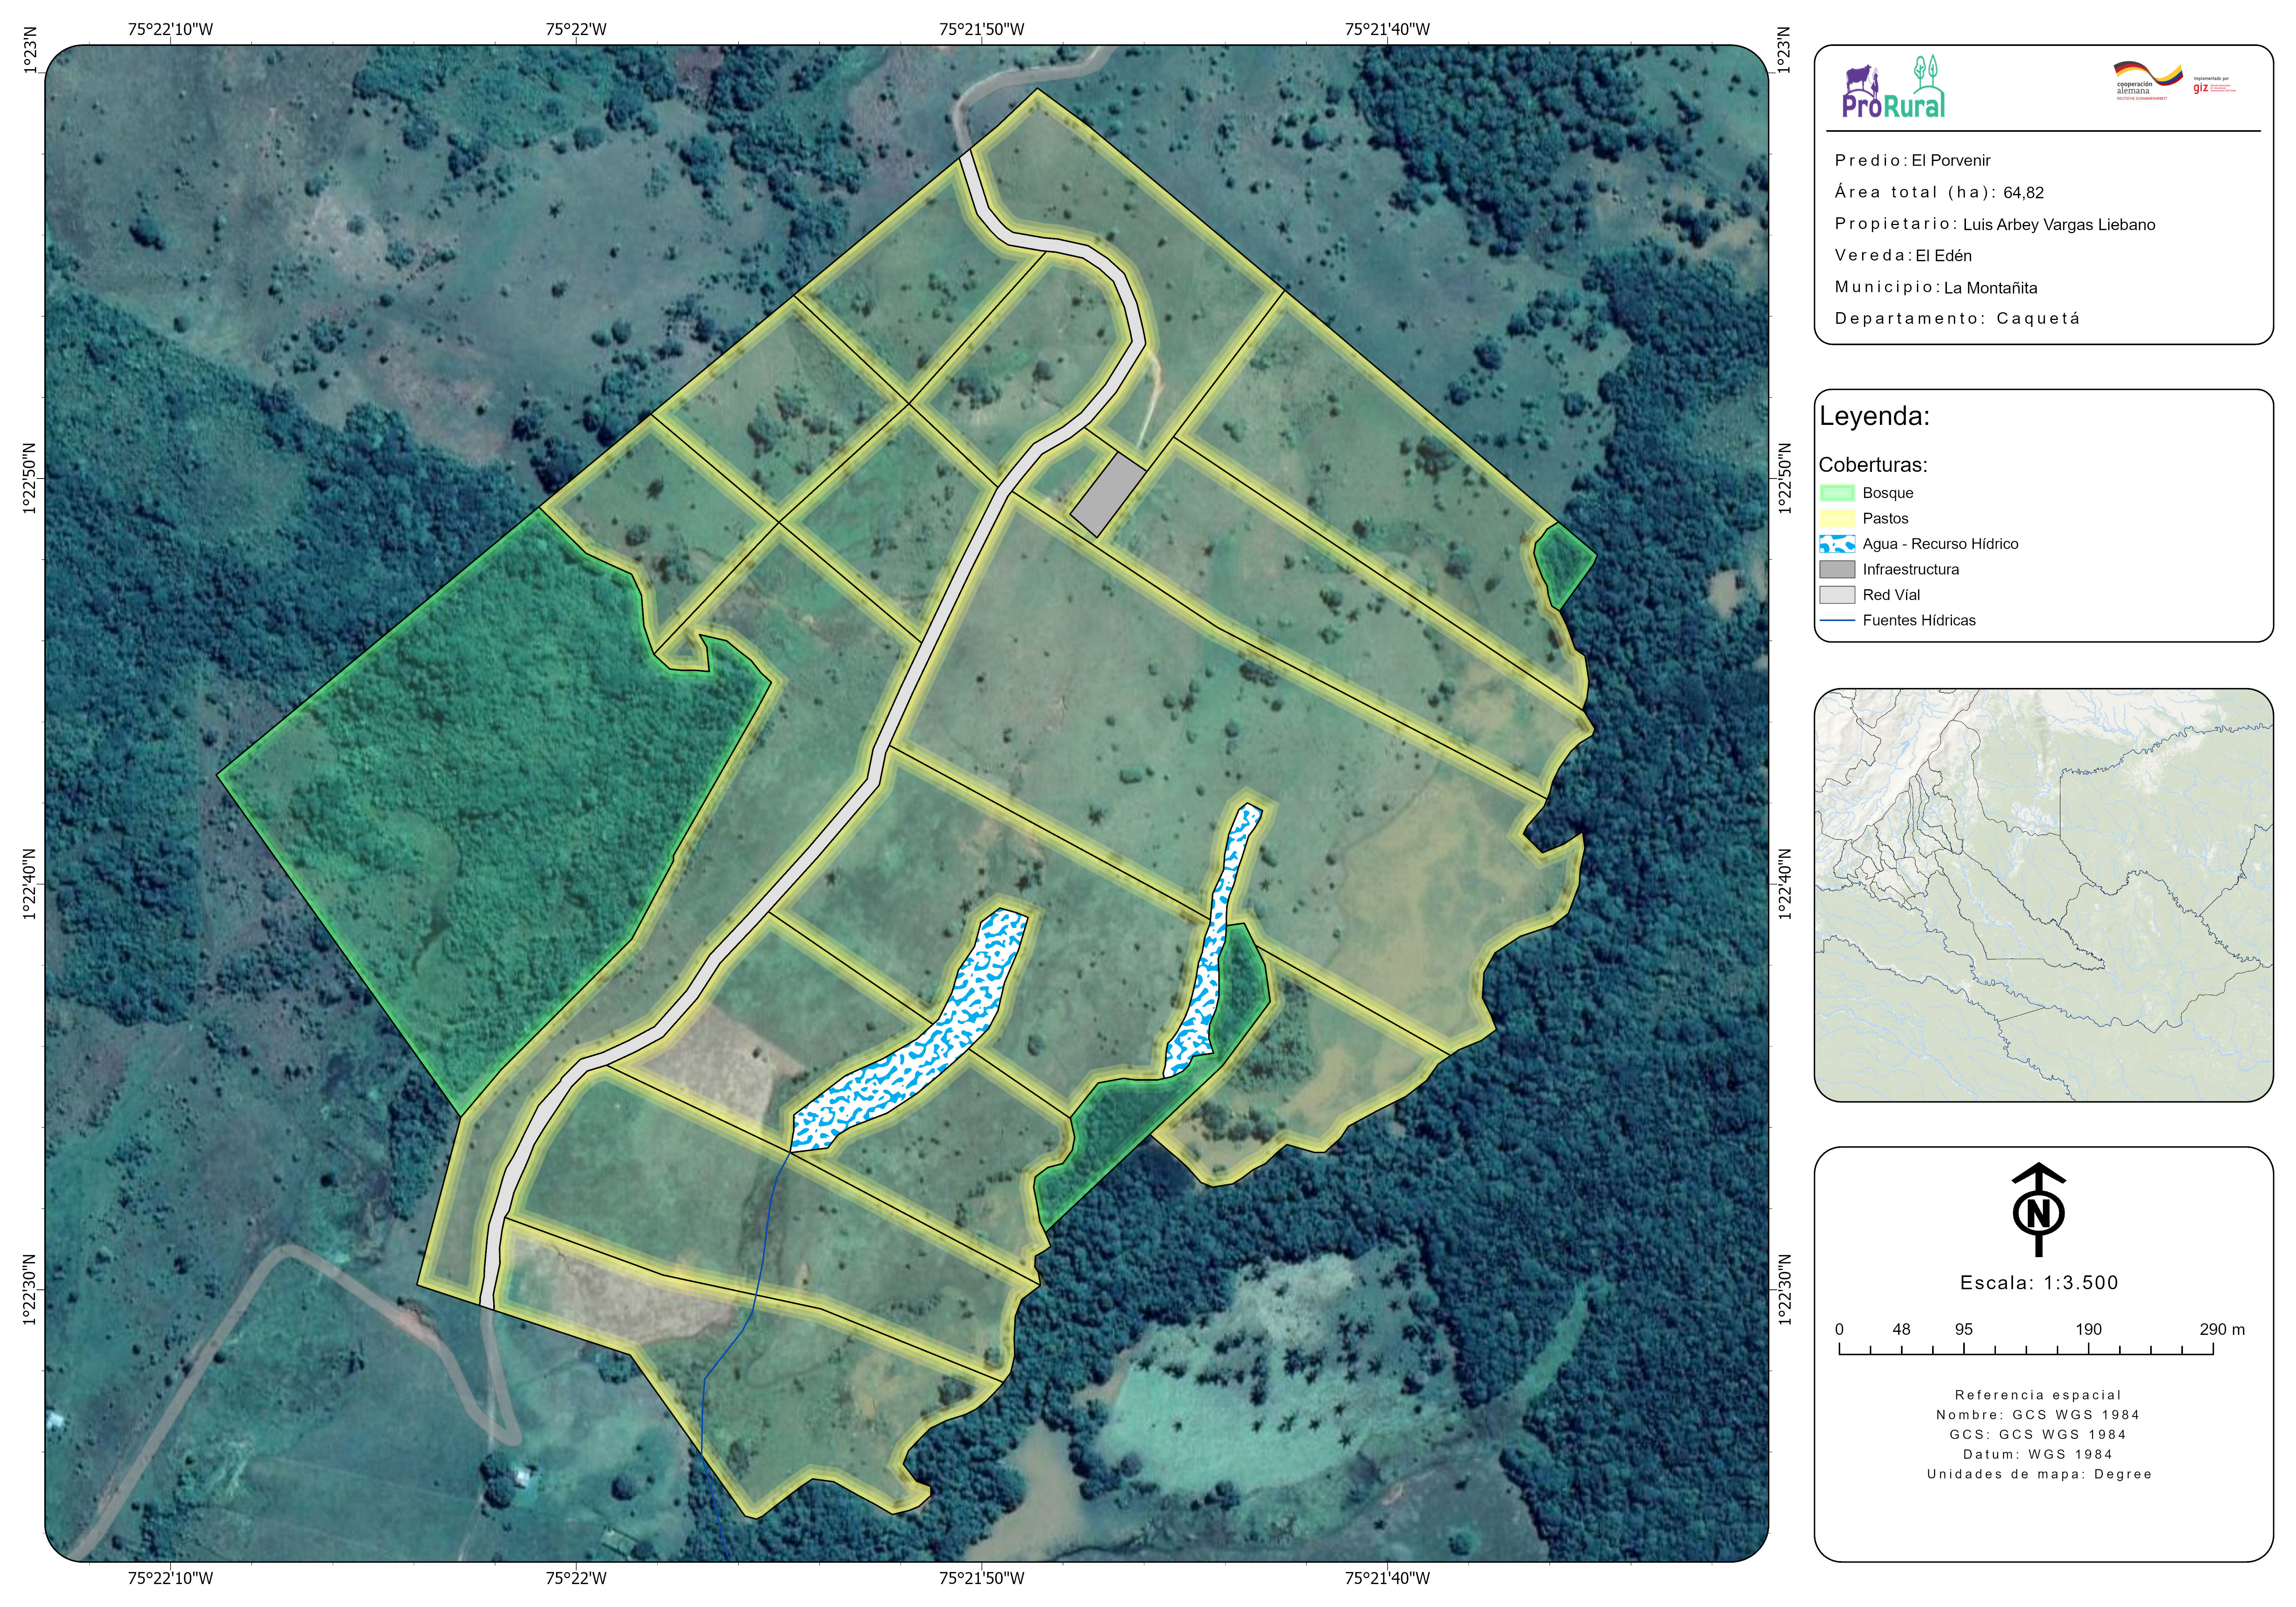 75°22'10"W
75°22'W
75°21'50"W
75°21'40"W
1°23'N
1°23'N
1°22'50"N
1°22'50"N
1°22'40"N
1°22'40"N
1°22'30"N
1°22'30"N
75°22'10"W
75°22'W
75°21'50"W
75°21'40"W
ProRural
cooperación
alemana
DEUTSCHE ZUSAMMENARBEIT
Implementada por
giz
Predio: El Porvenir
Área total (ha): 64,82
Propietario: Luis Arbey Vargas Liebano
Vereda: El Edén
Municipio: La Montañita
Departamento: Caquetá
Leyenda:
Coberturas:
Bosque
Pastos
Agua - Recurso Hídrico
Infraestructura
Red Víal
Fuentes Hídricas
N
Escala: 1:3.500
0 48 95 190 290 m
Referencia espacial
Nombre: GCS WGS 1984
GCS: GCS WGS 1984
Datum: WGS 1984
Unidades de mapa: Degree